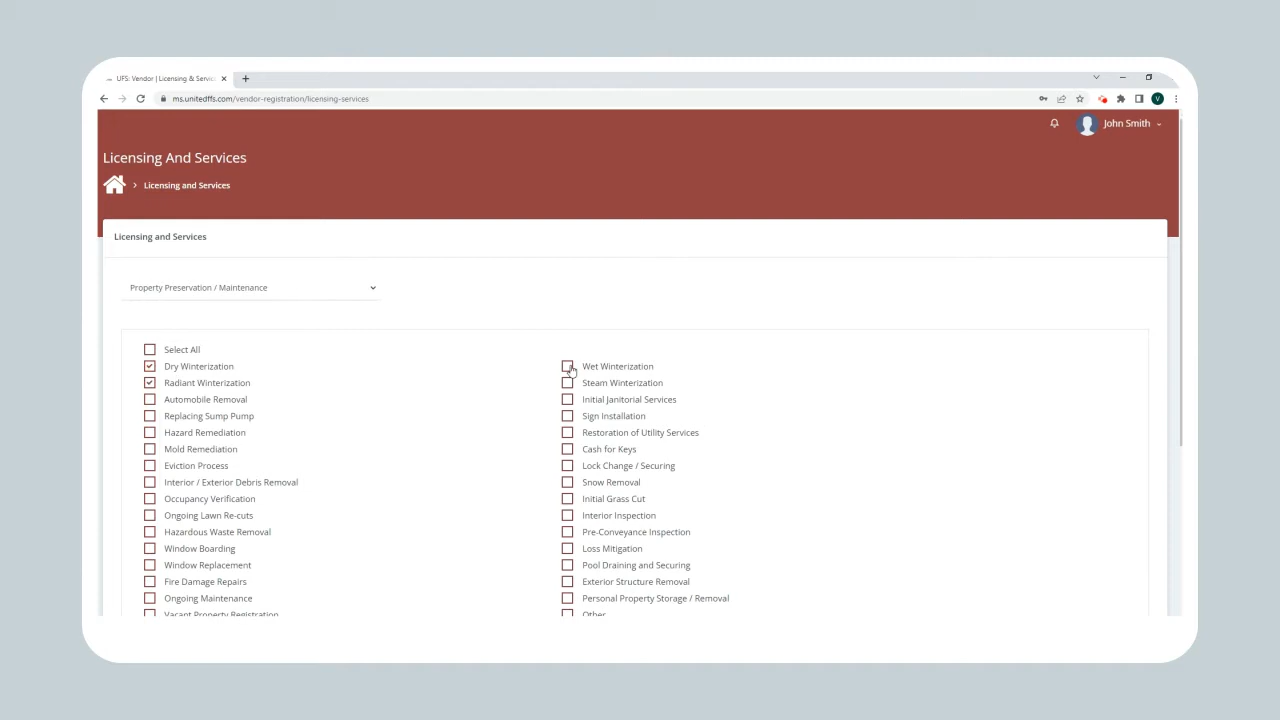 UFS: Vendor | Licensing & Servic
ms.unitedffs.com/vendor-registration/licensing-services
V
John Smith
Licensing And Services
Licensing and Services
Licensing and Services
Property Preservation / Maintenance
Select All
Dry Winterization
Wet Winterization
Radiant Winterization
Steam Winterization
Automobile Removal
Initial Janitorial Services
Replacing Sump Pump
Sign Installation
Hazard Remediation
Restoration of Utility Services
Mold Remediation
Cash for Keys
Eviction Process
Lock Change / Securing
Interior / Exterior Debris Removal
Snow Removal
Occupancy Verification
Initial Grass Cut
Ongoing Lawn Re-cuts
Interior Inspection
Hazardous Waste Removal
Pre-Conveyance Inspection
Window Boarding
Loss Mitigation
Window Replacement
Pool Draining and Securing
Fire Damage Repairs
Exterior Structure Removal
Ongoing Maintenance
Personal Property Storage / Removal
Vacant Property Registration
Other